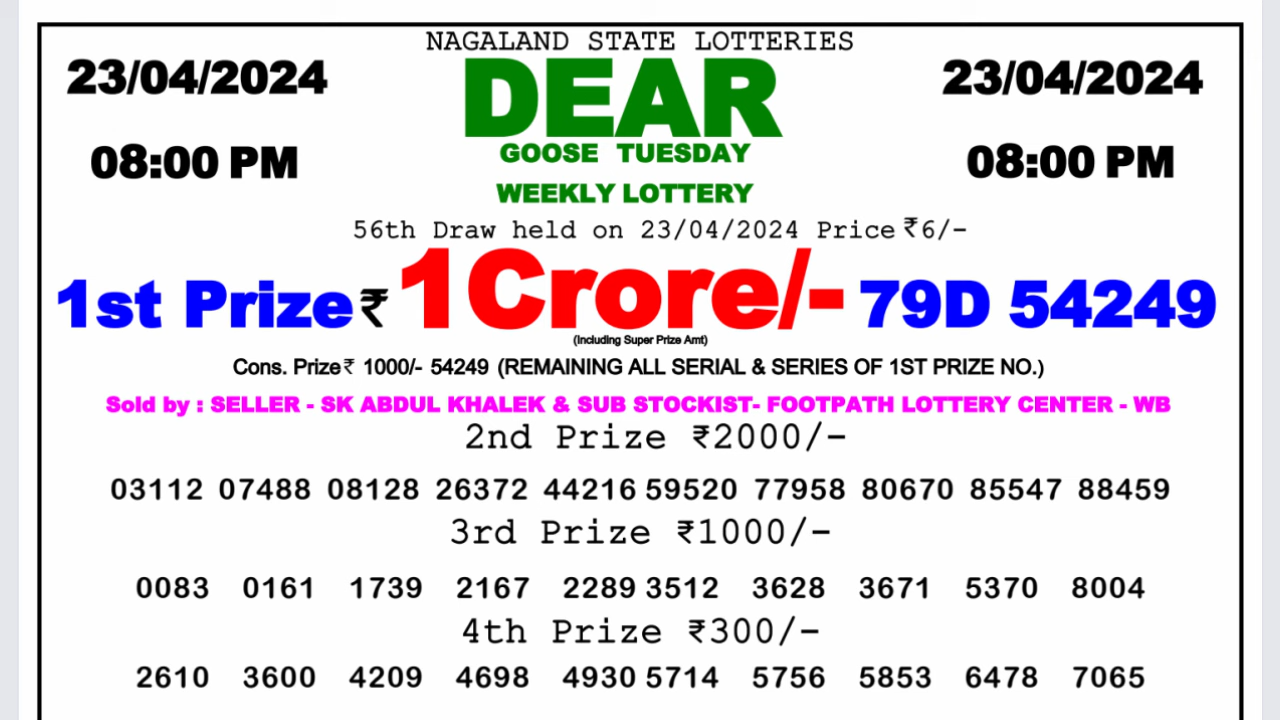 NAGALAND STATE LOTTERIES
23/04/2024 DEAR 23/04/2024
08:00 PM GOOSE TUESDAY 08:00 PM
WEEKLY LOTTERY
56th Draw held on 23/04/2024 Price ₹6/-
1st Prize ₹ 1Crore/- 79D 54249
(Including Super Prize Amt)
Cons. Prize ₹ 1000/- 54249 (REMAINING ALL SERIAL & SERIES OF 1ST PRIZE NO.)
Sold by : SELLER - SK ABDUL KHALEK & SUB STOCKIST- FOOTPATH LOTTERY CENTER - WB
2nd Prize ₹2000/-
03112 07488 08128 26372 44216 59520 77958 80670 85547 88459
3rd Prize ₹1000/-
0083 0161 1739 2167 2289 3512 3628 3671 5370 8004
4th Prize ₹300/-
2610 3600 4209 4698 4930 5714 5756 5853 6478 7065